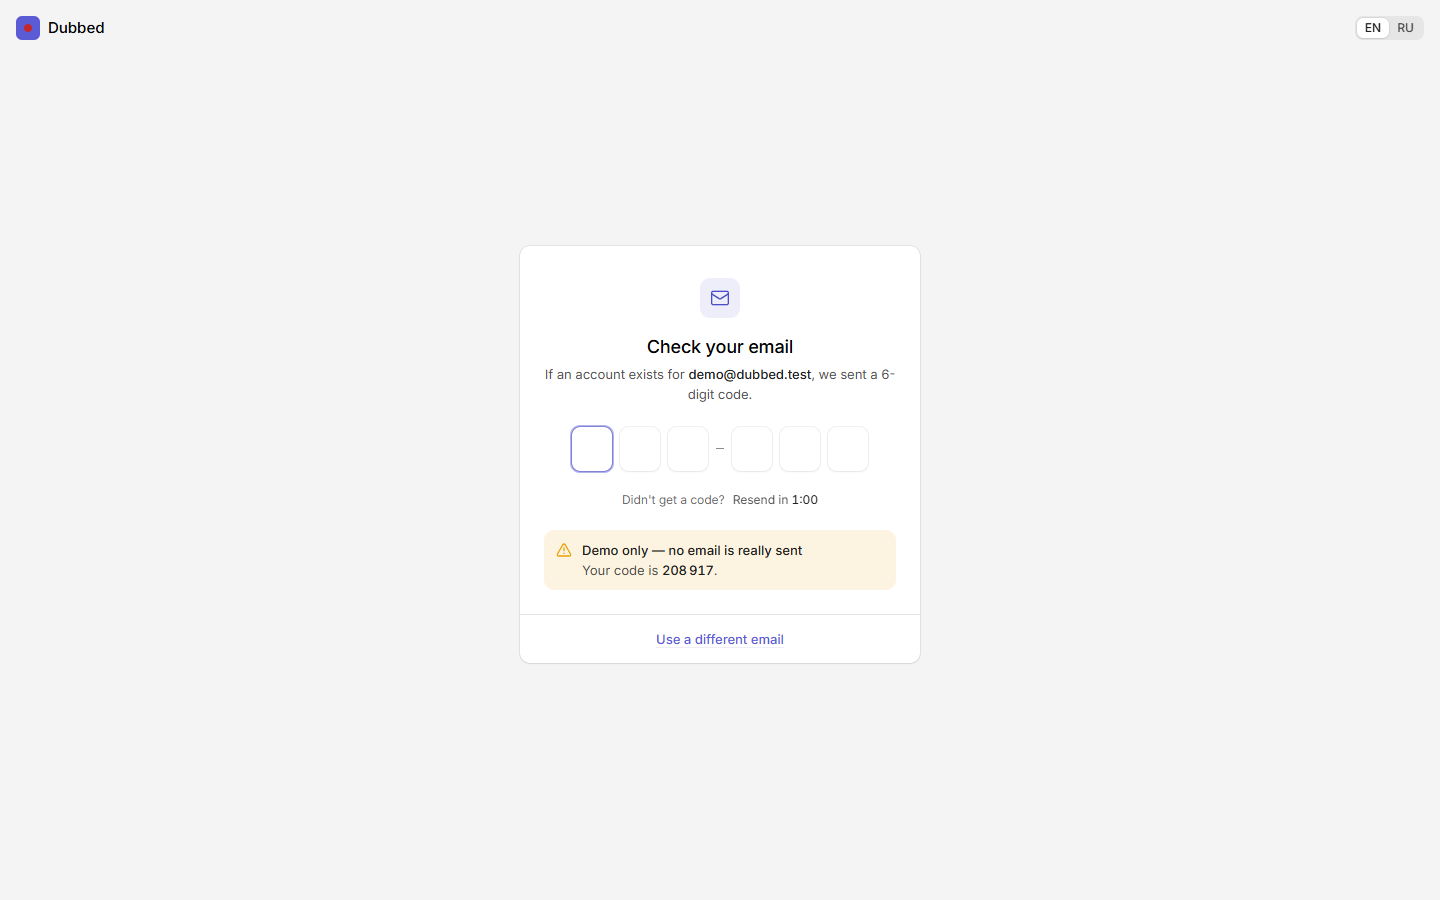 Dubbed
EN RU
Check your email
If an account exists for demo@dubbed.test, we sent a 6-
digit code.
–
Didn't get a code? Resend in 1:00
Demo only — no email is really sent
Your code is 208 917.
Use a different email